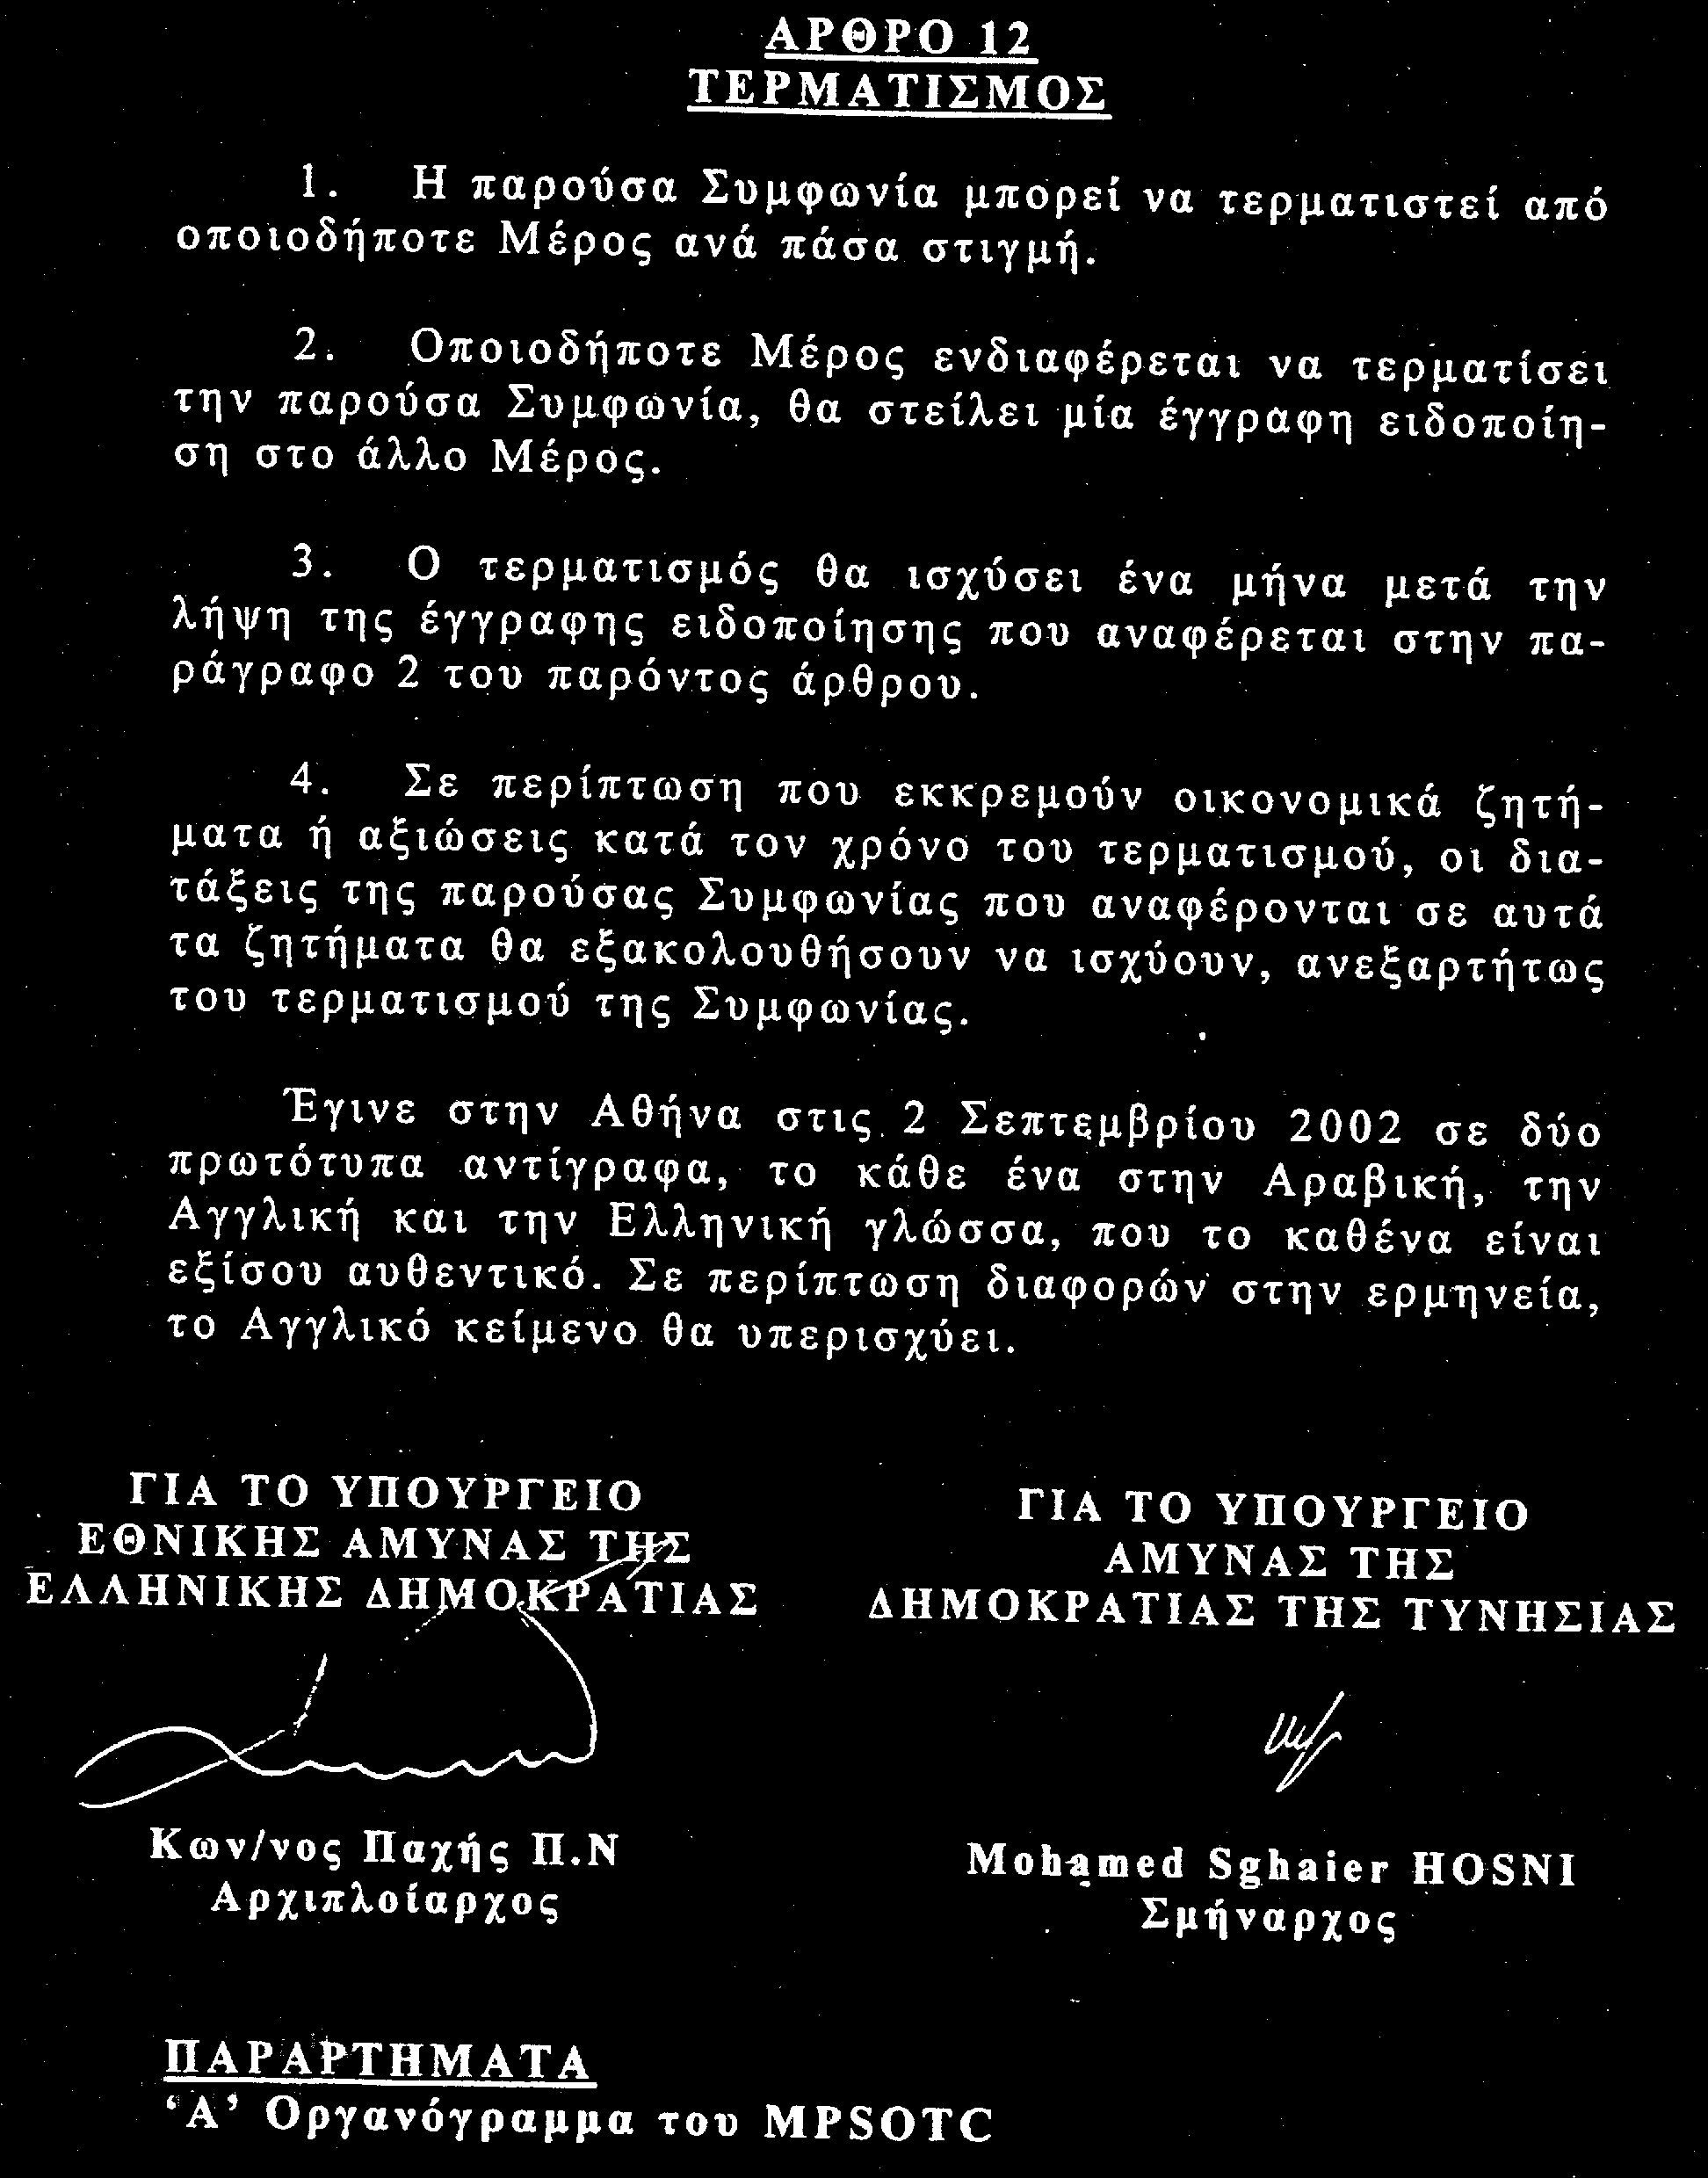 ΑΡΘΡΟ 12
ΤΕΡΜΑΤΙΣΜΟΣ
1. Η παρούσα Συμφωνία μπορεί να τερματιστεί από
οποιοδήποτε Μέρος ανά πάσα στιγμή.
2. Οποιοδήποτε Μέρος ενδιαφέρεται να τερματίσει
την παρούσα Συμφωνία, θα στείλει μία έγγραφη ειδοποίη-
ση στο άλλο Μέρος.
3. Ο τερματισμός θα ισχύσει ένα μήνα μετά την
λήψη της έγγραφης ειδοποίησης που αναφέρεται στην πα-
ράγραφο 2 του παρόντος άρθρου.
4. Σε περίπτωση που εκκρεμούν οικονομικά ζητή-
ματα ή αξιώσεις κατά τον χρόνο του τερματισμού, οι δια-
τάξεις της παρούσας Συμφωνίας που αναφέρονται σε αυτά
τα ζητήματα θα εξακολουθήσουν να ισχύουν, ανεξαρτήτως
του τερματισμού της Συμφωνίας.
Έγινε στην Αθήνα στις 2 Σεπτεμβρίου 2002 σε δύο
πρωτότυπα αντίγραφα, το κάθε ένα στην Αραβική, την
Αγγλική και την Ελληνική γλώσσα, που το καθένα είναι
εξίσου αυθεντικό. Σε περίπτωση διαφορών στην ερμηνεία,
το Αγγλικό κείμενο θα υπερισχύει.
ΓΙΑ ΤΟ ΥΠΟΥΡΓΕΙΟ
ΕΘΝΙΚΗΣ ΑΜΥΝΑΣ ΤΗΣ
ΕΛΛΗΝΙΚΗΣ ΔΗΜΟΚΡΑΤΙΑΣ
Κων/νος Παχής Π.Ν
Αρχιπλοίαρχος
ΓΙΑ ΤΟ ΥΠΟΥΡΓΕΙΟ
ΑΜΥΝΑΣ ΤΗΣ
ΔΗΜΟΚΡΑΤΙΑΣ ΤΗΣ ΤΥΝΗΣΙΑΣ
Mohamed Sghaier HOSNI
Σμήναρχος
ΠΑΡΑΡΤΗΜΑΤΑ
‘Α’ Οργανόγραμμα του MPSOTC